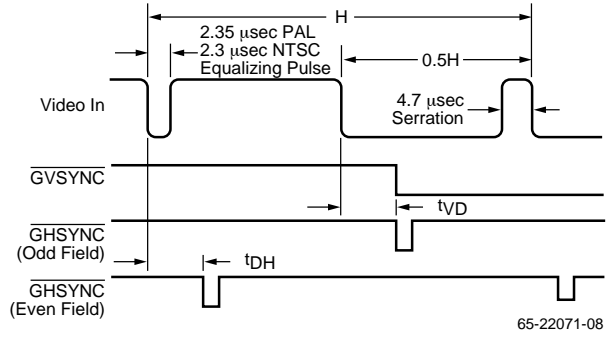 H
2.35 μsec PAL
2.3 μsec NTSC
Equalizing Pulse
0.5H
Video In
4.7 μsec
Serration
GVSYNC
tVD
GHSYNC
(Odd Field)
tDH
GHSYNC
(Even Field)
65-22071-08